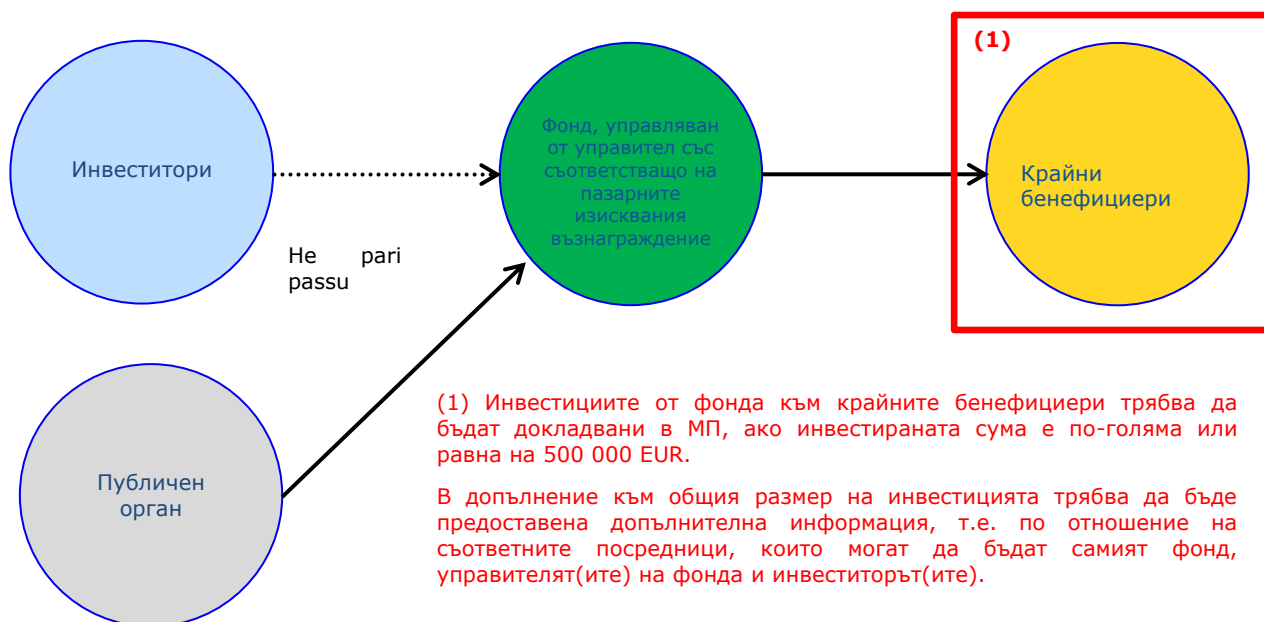 (1)
Инвеститори
Фонд, управляван
от управител със
съответстващо на
пазарните
изисквания
възнаграждение
Крайни
бенефициери
Не pari
passu
Публичен
орган
(1) Инвестициите от фонда към крайните бенефициери трябва да
бъдат докладвани в МП, ако инвестираната сума е по-голяма или
равна на 500 000 EUR.
В допълнение към общия размер на инвестицията трябва да бъде
предоставена допълнителна информация, т.е. по отношение на
съответните посредници, които могат да бъдат самият фонд,
управителят(ите) на фонда и инвеститорът(ите).